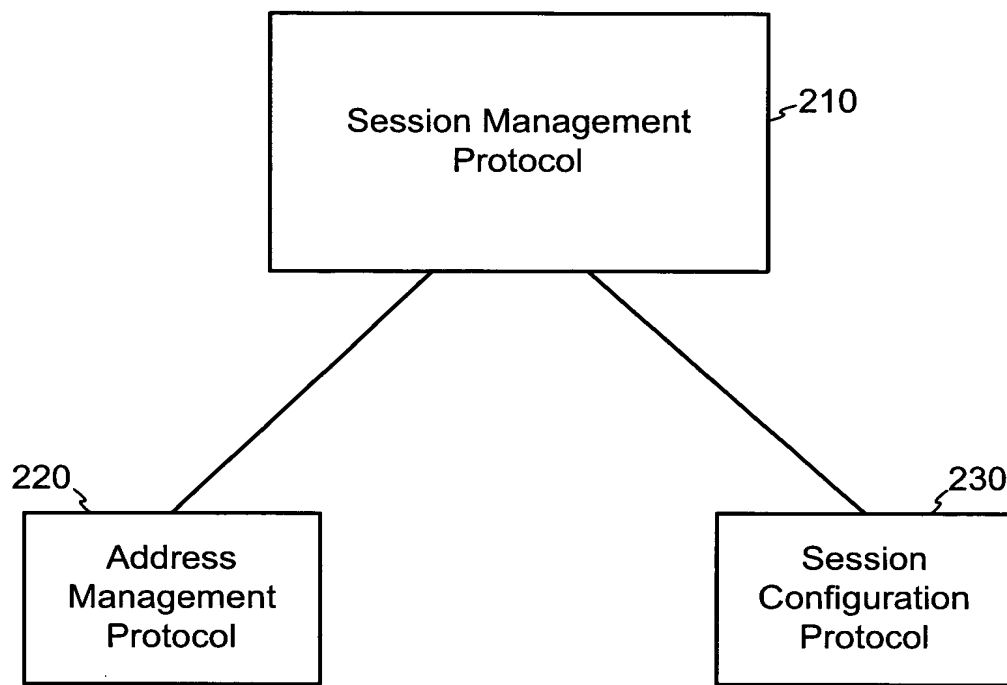 Session Management
Protocol
210
220
Address
Management
Protocol
230
Session
Configuration
Protocol